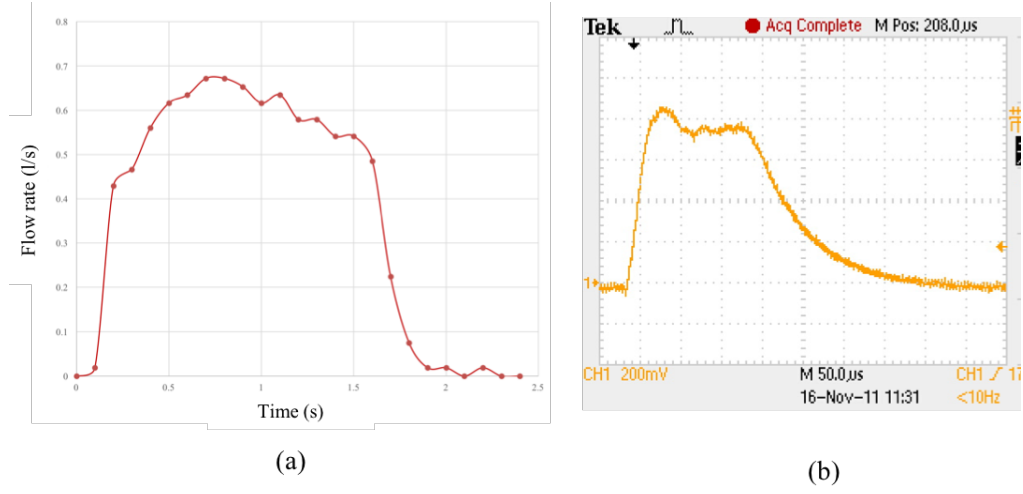 0.8
0.7
0.6
0.5
0.4
0.3
0.2
0.1
0
Flow rate (l/s)
0 0.5 1 1.5 2 2.5
Time (s)
(a)
Tek Acq Complete M Pos: 208.0µs
1
CH1 200mV M 50.0µs CH1 17
16-Nov-11 11:31 <10Hz
(b)